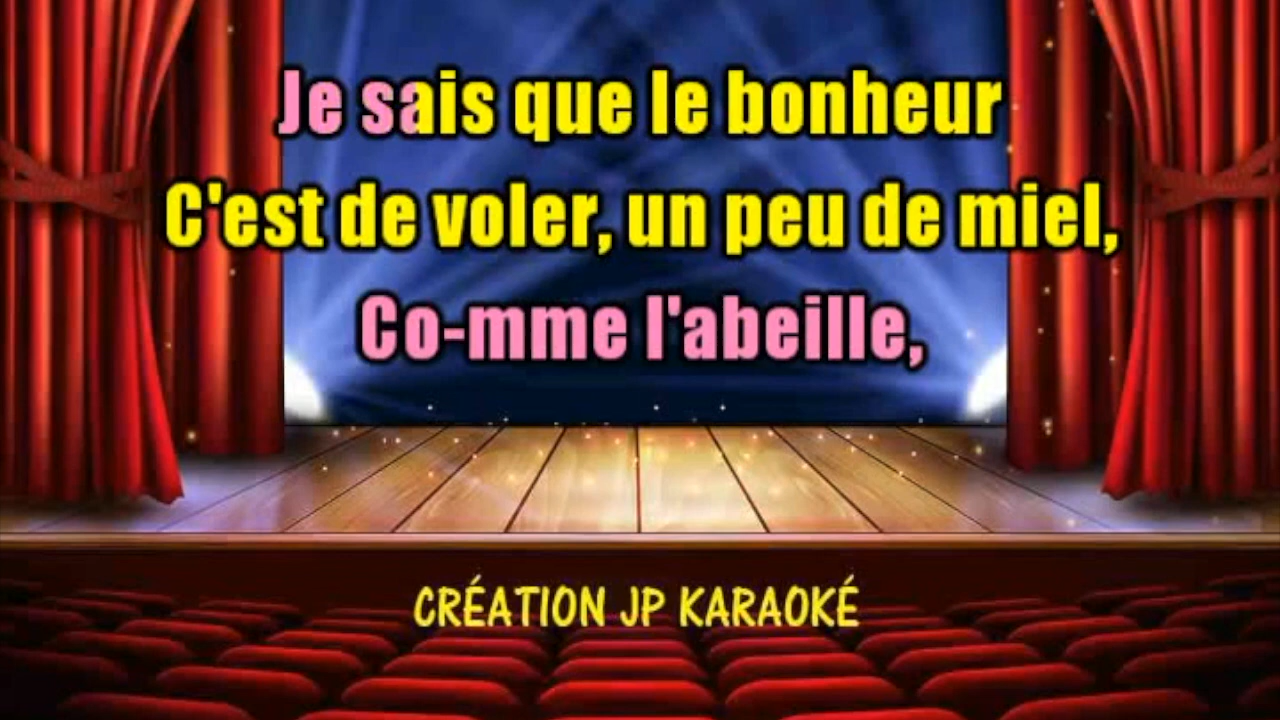 Je sais que le bonheur
C'est de voler, un peu de miel,
Co-mme l'abeille,
CRÉATION JP KARAOKÉ